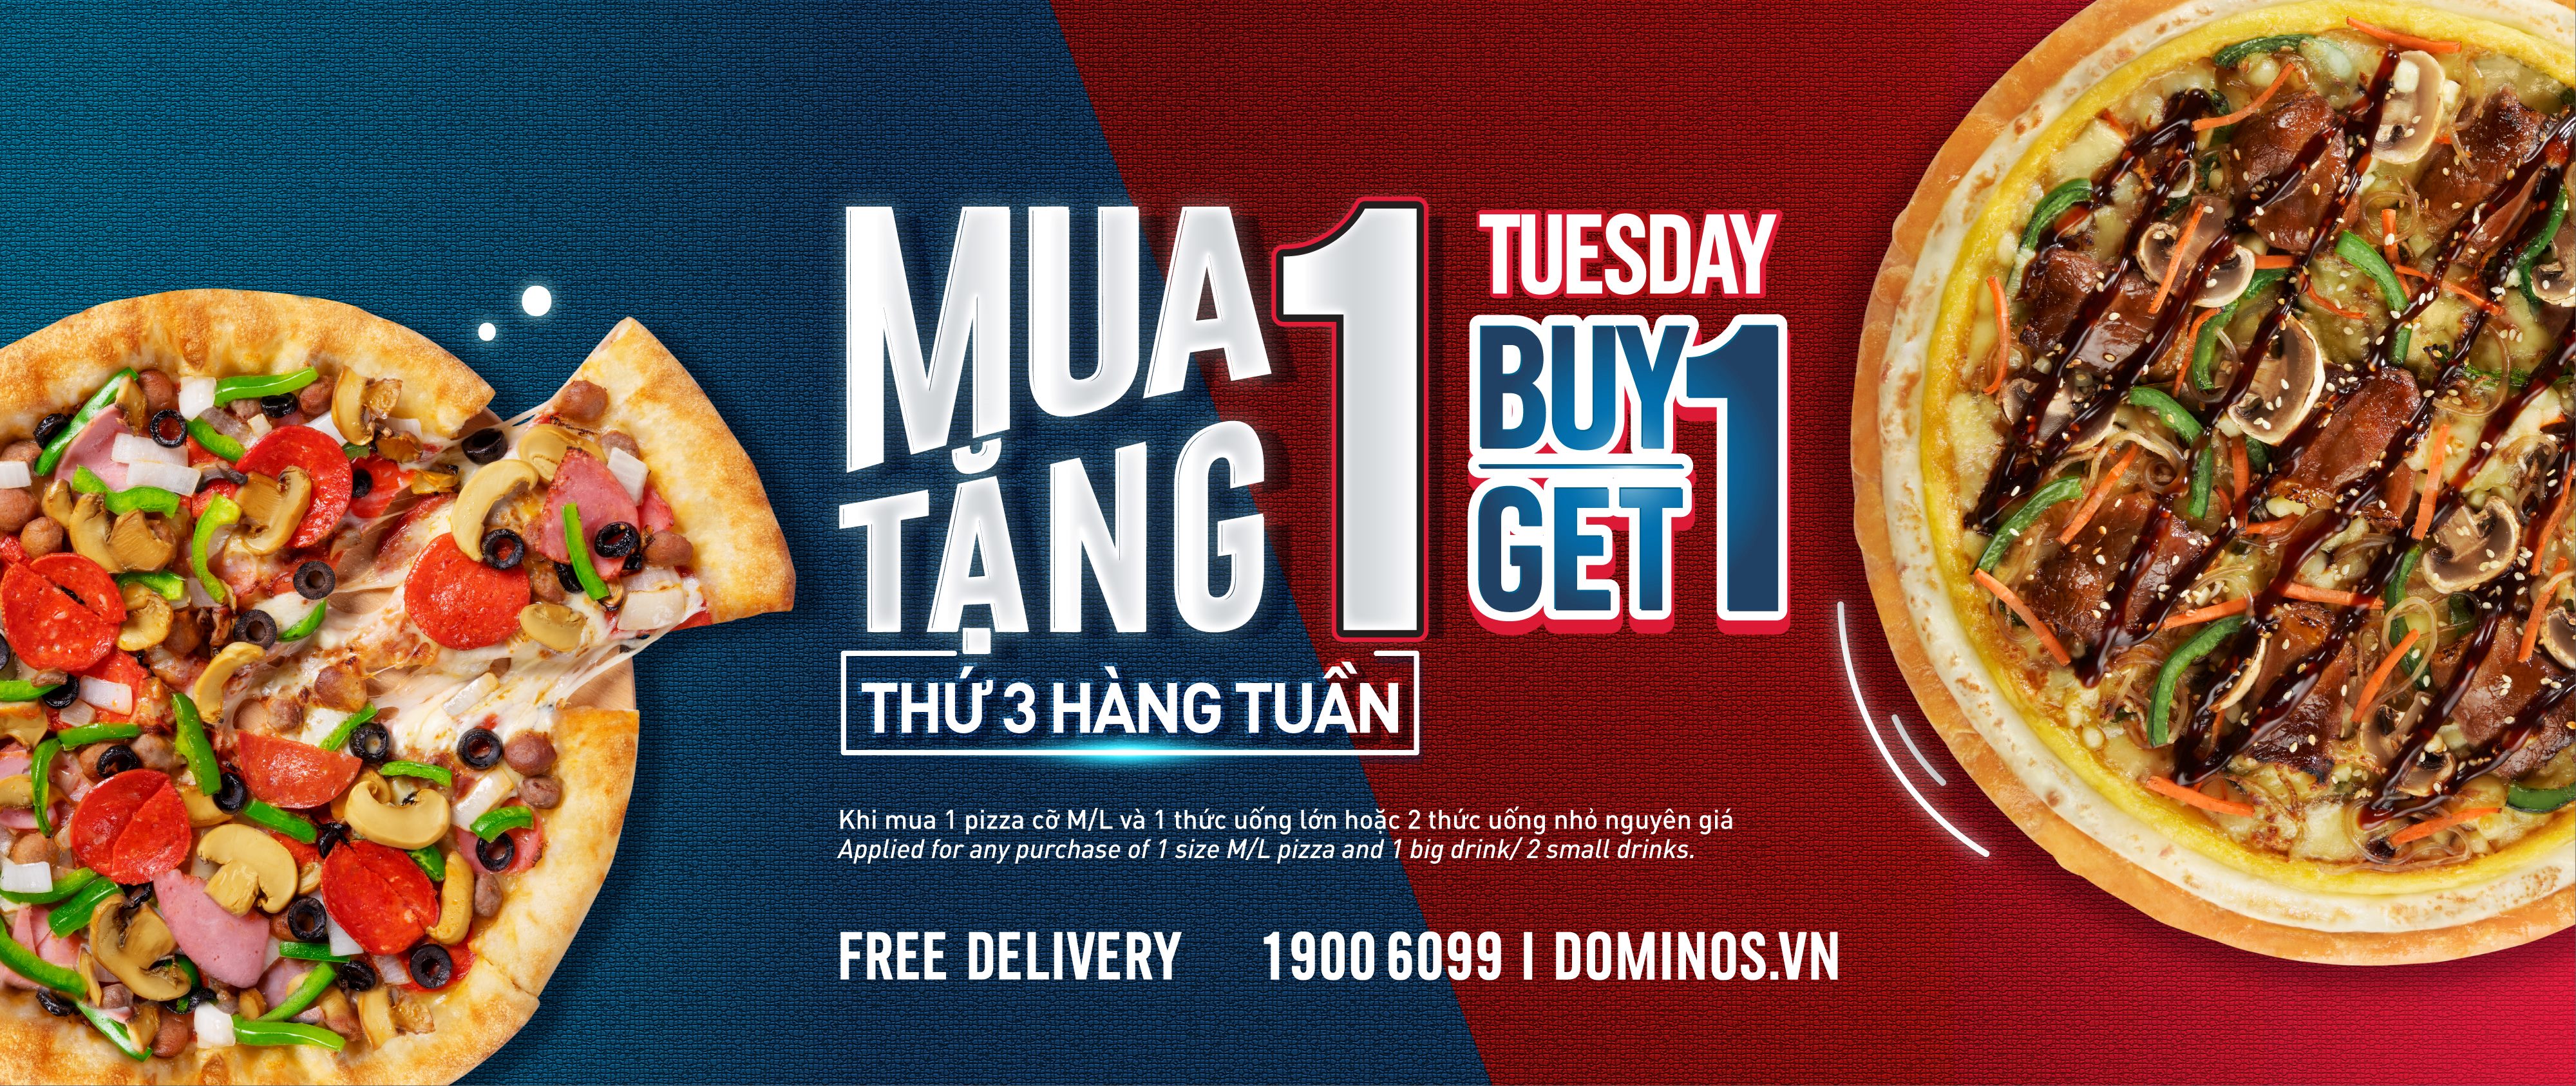 MUA 1
TẶNG
THỨ 3 HÀNG TUẦN
TUESDAY
BUY 1
GET
Khi mua 1 pizza cỡ M/L và 1 thức uống lớn hoặc 2 thức uống nhỏ nguyên giá
Applied for any purchase of 1 size M/L pizza and 1 big drink/ 2 small drinks.
FREE DELIVERY 1900 6099 I DOMINOS.VN